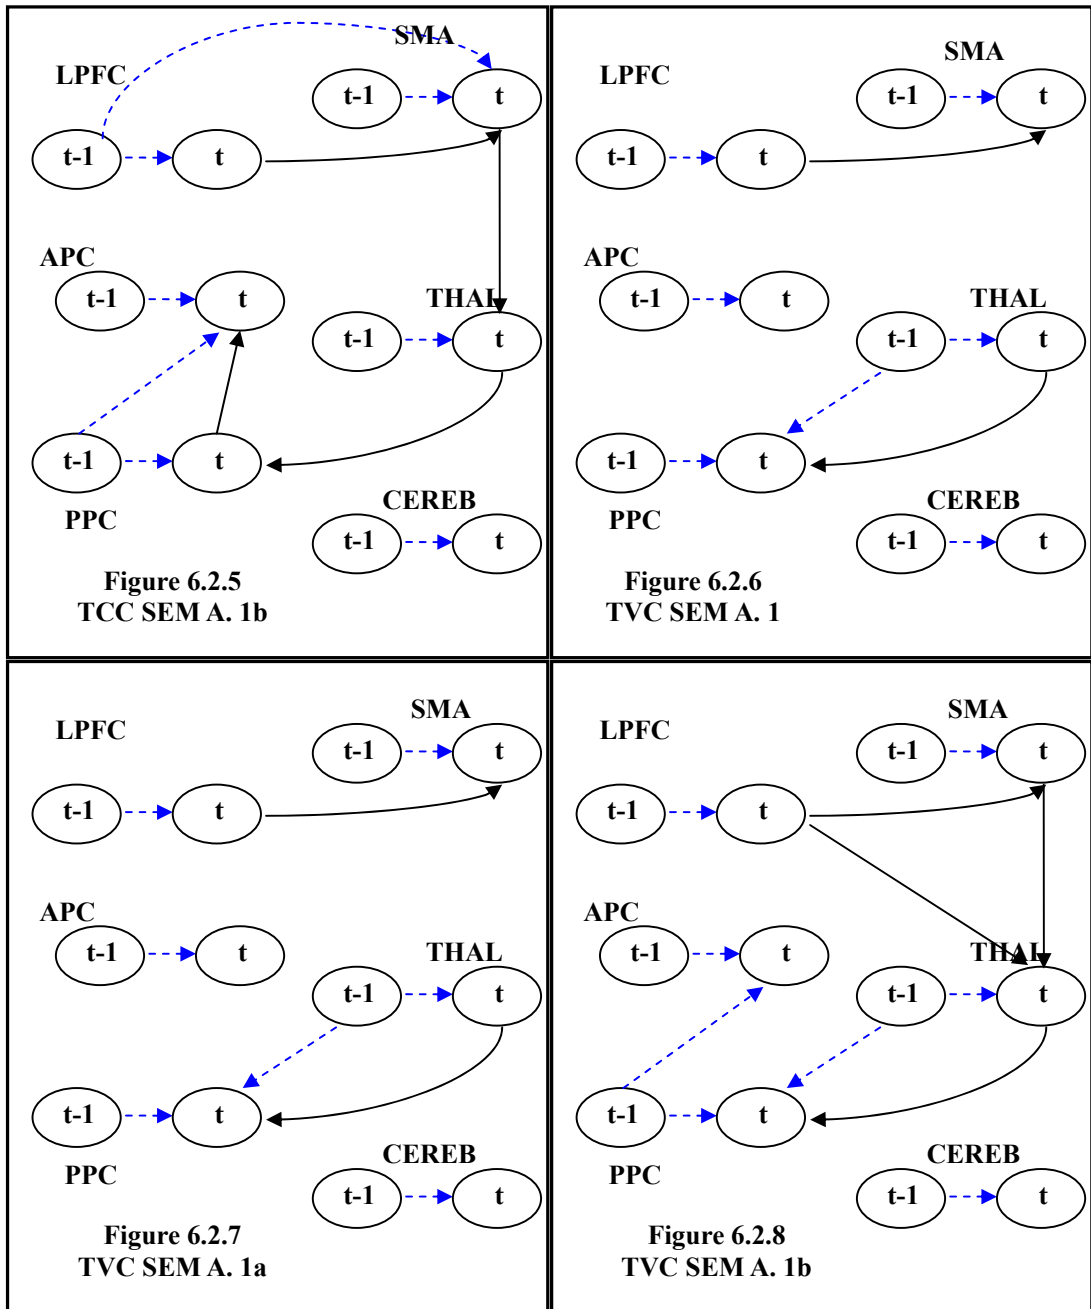 SMA
LPFC
t-1 t
t-1 t
APC
t-1 t
THAL
t-1 t
t-1 t
PPC
CEREB
t-1 t
Figure 6.2.5
TCC SEM A. 1b
SMA
LPFC
t-1 t
t-1 t
APC
t-1 t
THAL
t-1 t
t-1 t
PPC
CEREB
t-1 t
Figure 6.2.6
TVC SEM A. 1
SMA
LPFC
t-1 t
t-1 t
APC
t-1 t
THAL
t-1 t
t-1 t
PPC
CEREB
t-1 t
Figure 6.2.7
TVC SEM A. 1a
SMA
LPFC
t-1 t
t-1 t
APC
t-1 t
THAL
t-1 t
t-1 t
PPC
CEREB
t-1 t
Figure 6.2.8
TVC SEM A. 1b